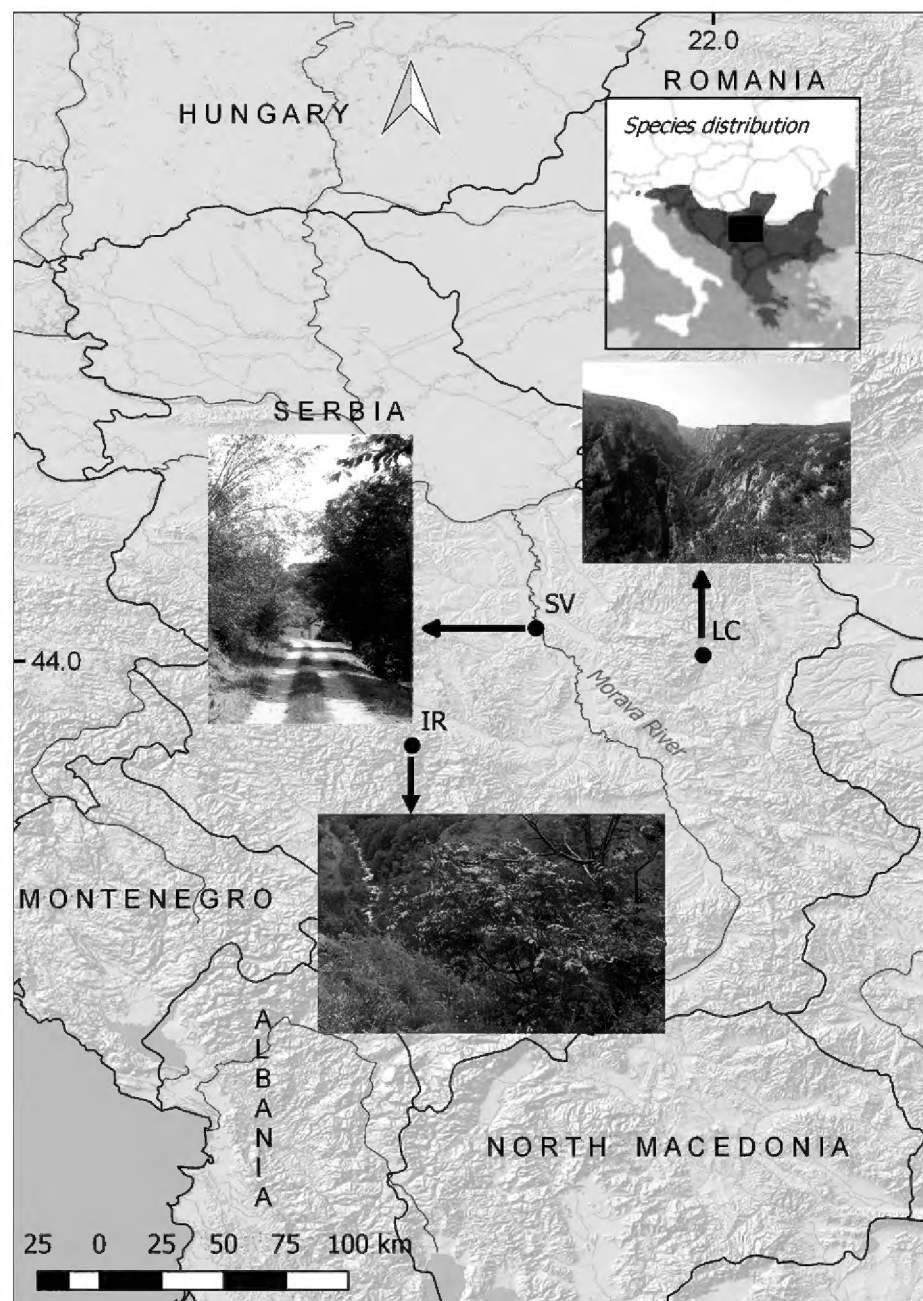 22.0
ROMANIA
HUNGARY
Species distribution
SERBIA
SV
LC
44.0
Morava River
IR
MONTENEGRO
ALBANIA
NORTH MACEDONIA
25 0 25 50 75 100 km